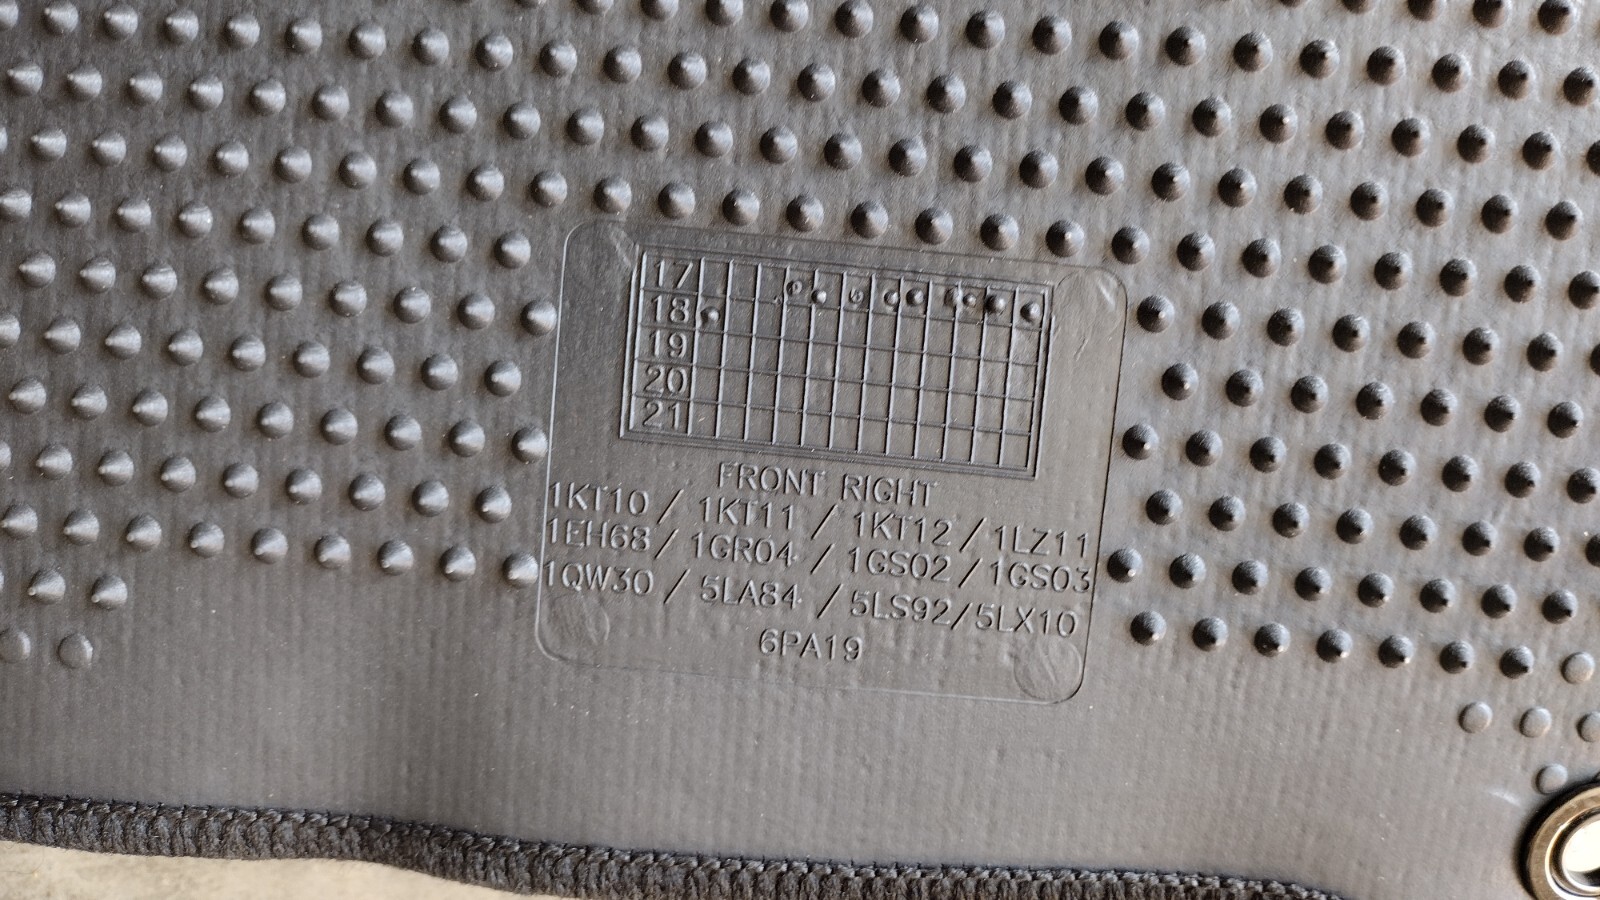 17
18
19
20
21
FRONT RIGHT
1KT10 / 1KT11 / 1KT12 / 1LZ11
1EH68 / 1GR04 / 1GS02 / 1GS03
1QW30 / 5LA84 / 5LS92 / 5LX10
6PA19